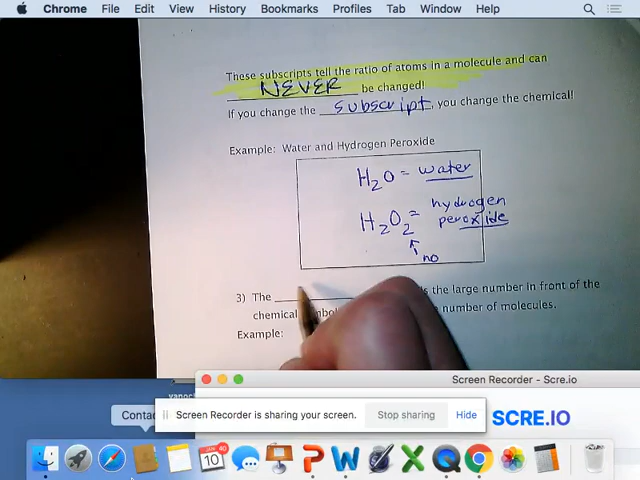 Chrome File Edit View History Bookmarks Profiles Tab Window Help
These subscripts tell the ratio of atoms in a molecule and can
NEVER be changed!
If you change the subscript, you change the chemical!
Example: Water and Hydrogen Peroxide
H₂O = water
H₂O₂ = hydrogen
peroxide
no
3) The ____ is the large number in front of the
chemical number of molecules.
Example:
Screen Recorder - Scre.io
Screen Recorder is sharing your screen. Stop sharing Hide
SCRE.IO
Conta
10